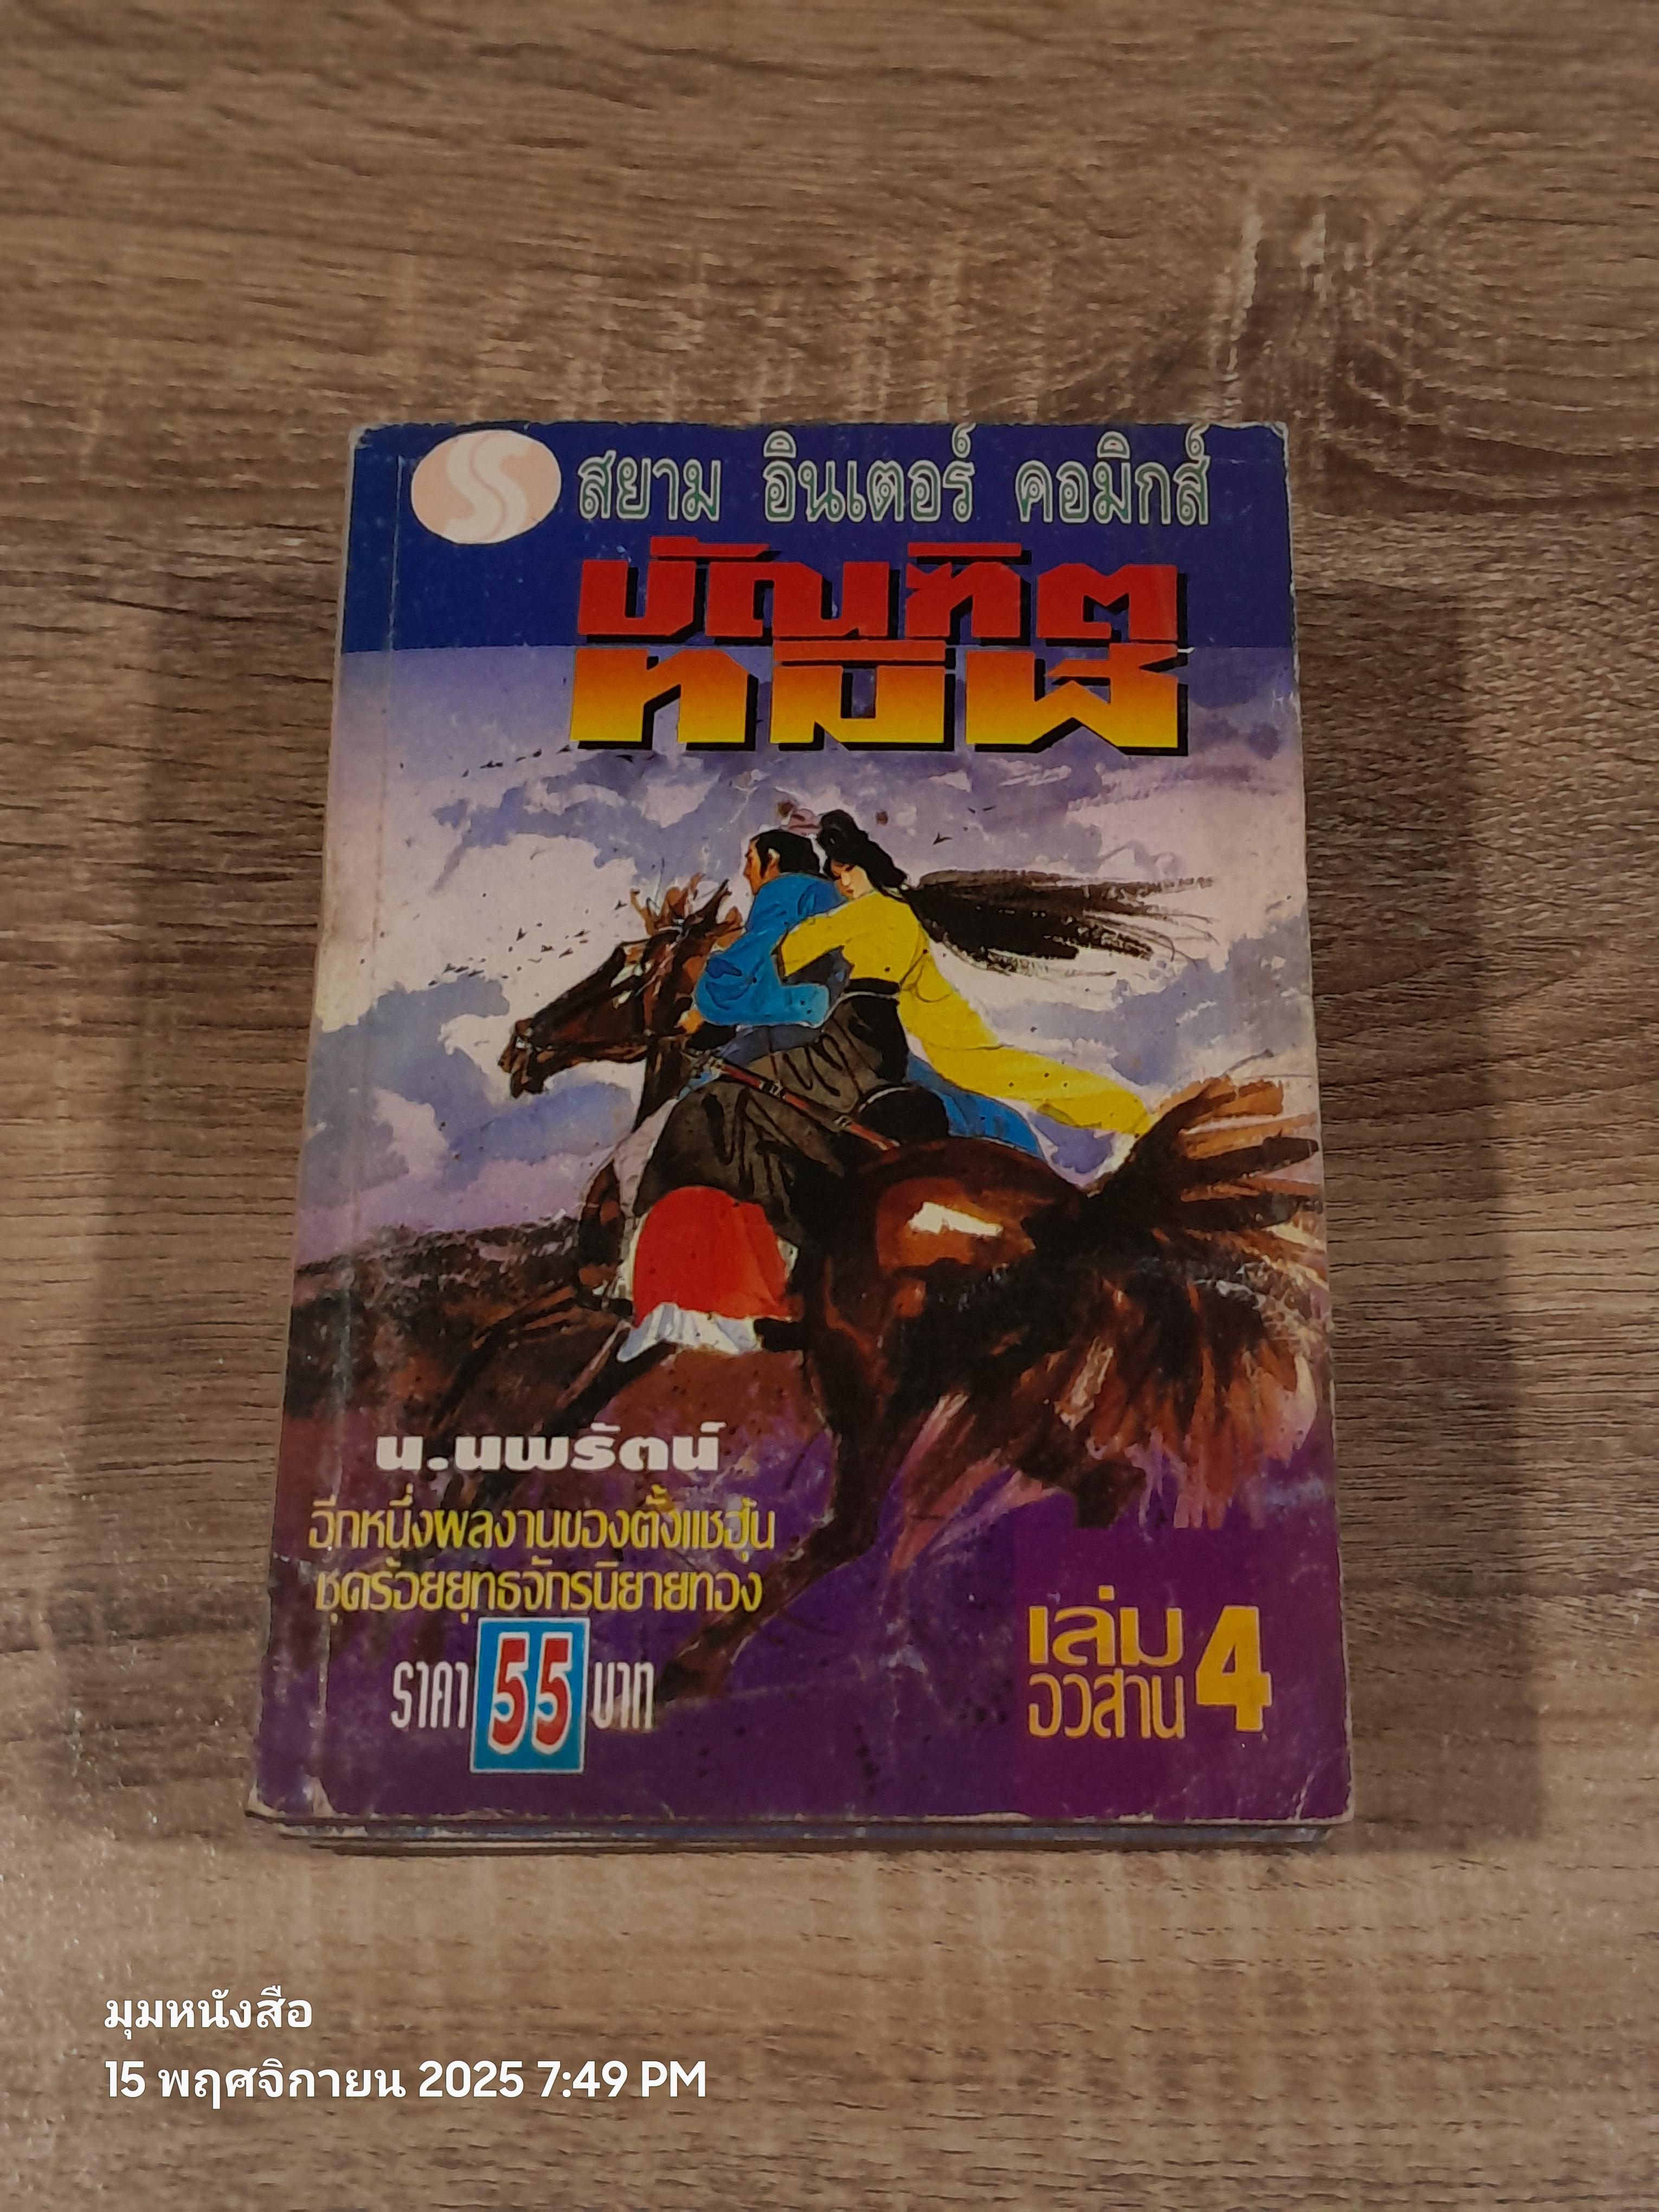 สยาม อินเตอร์ คอมิกส์
บัณฑิต
ทมิฬ
น.นพรัตน์
อีกหนึ่งผลงานของตั้งแชฮุ้น
ชุดร้อยยุทธจักรนิยายทอง
ราคา 55 บาท
เล่ม 4
อวสาน
มุมหนังสือ
15 พฤศจิกายน 2025 7:49 PM